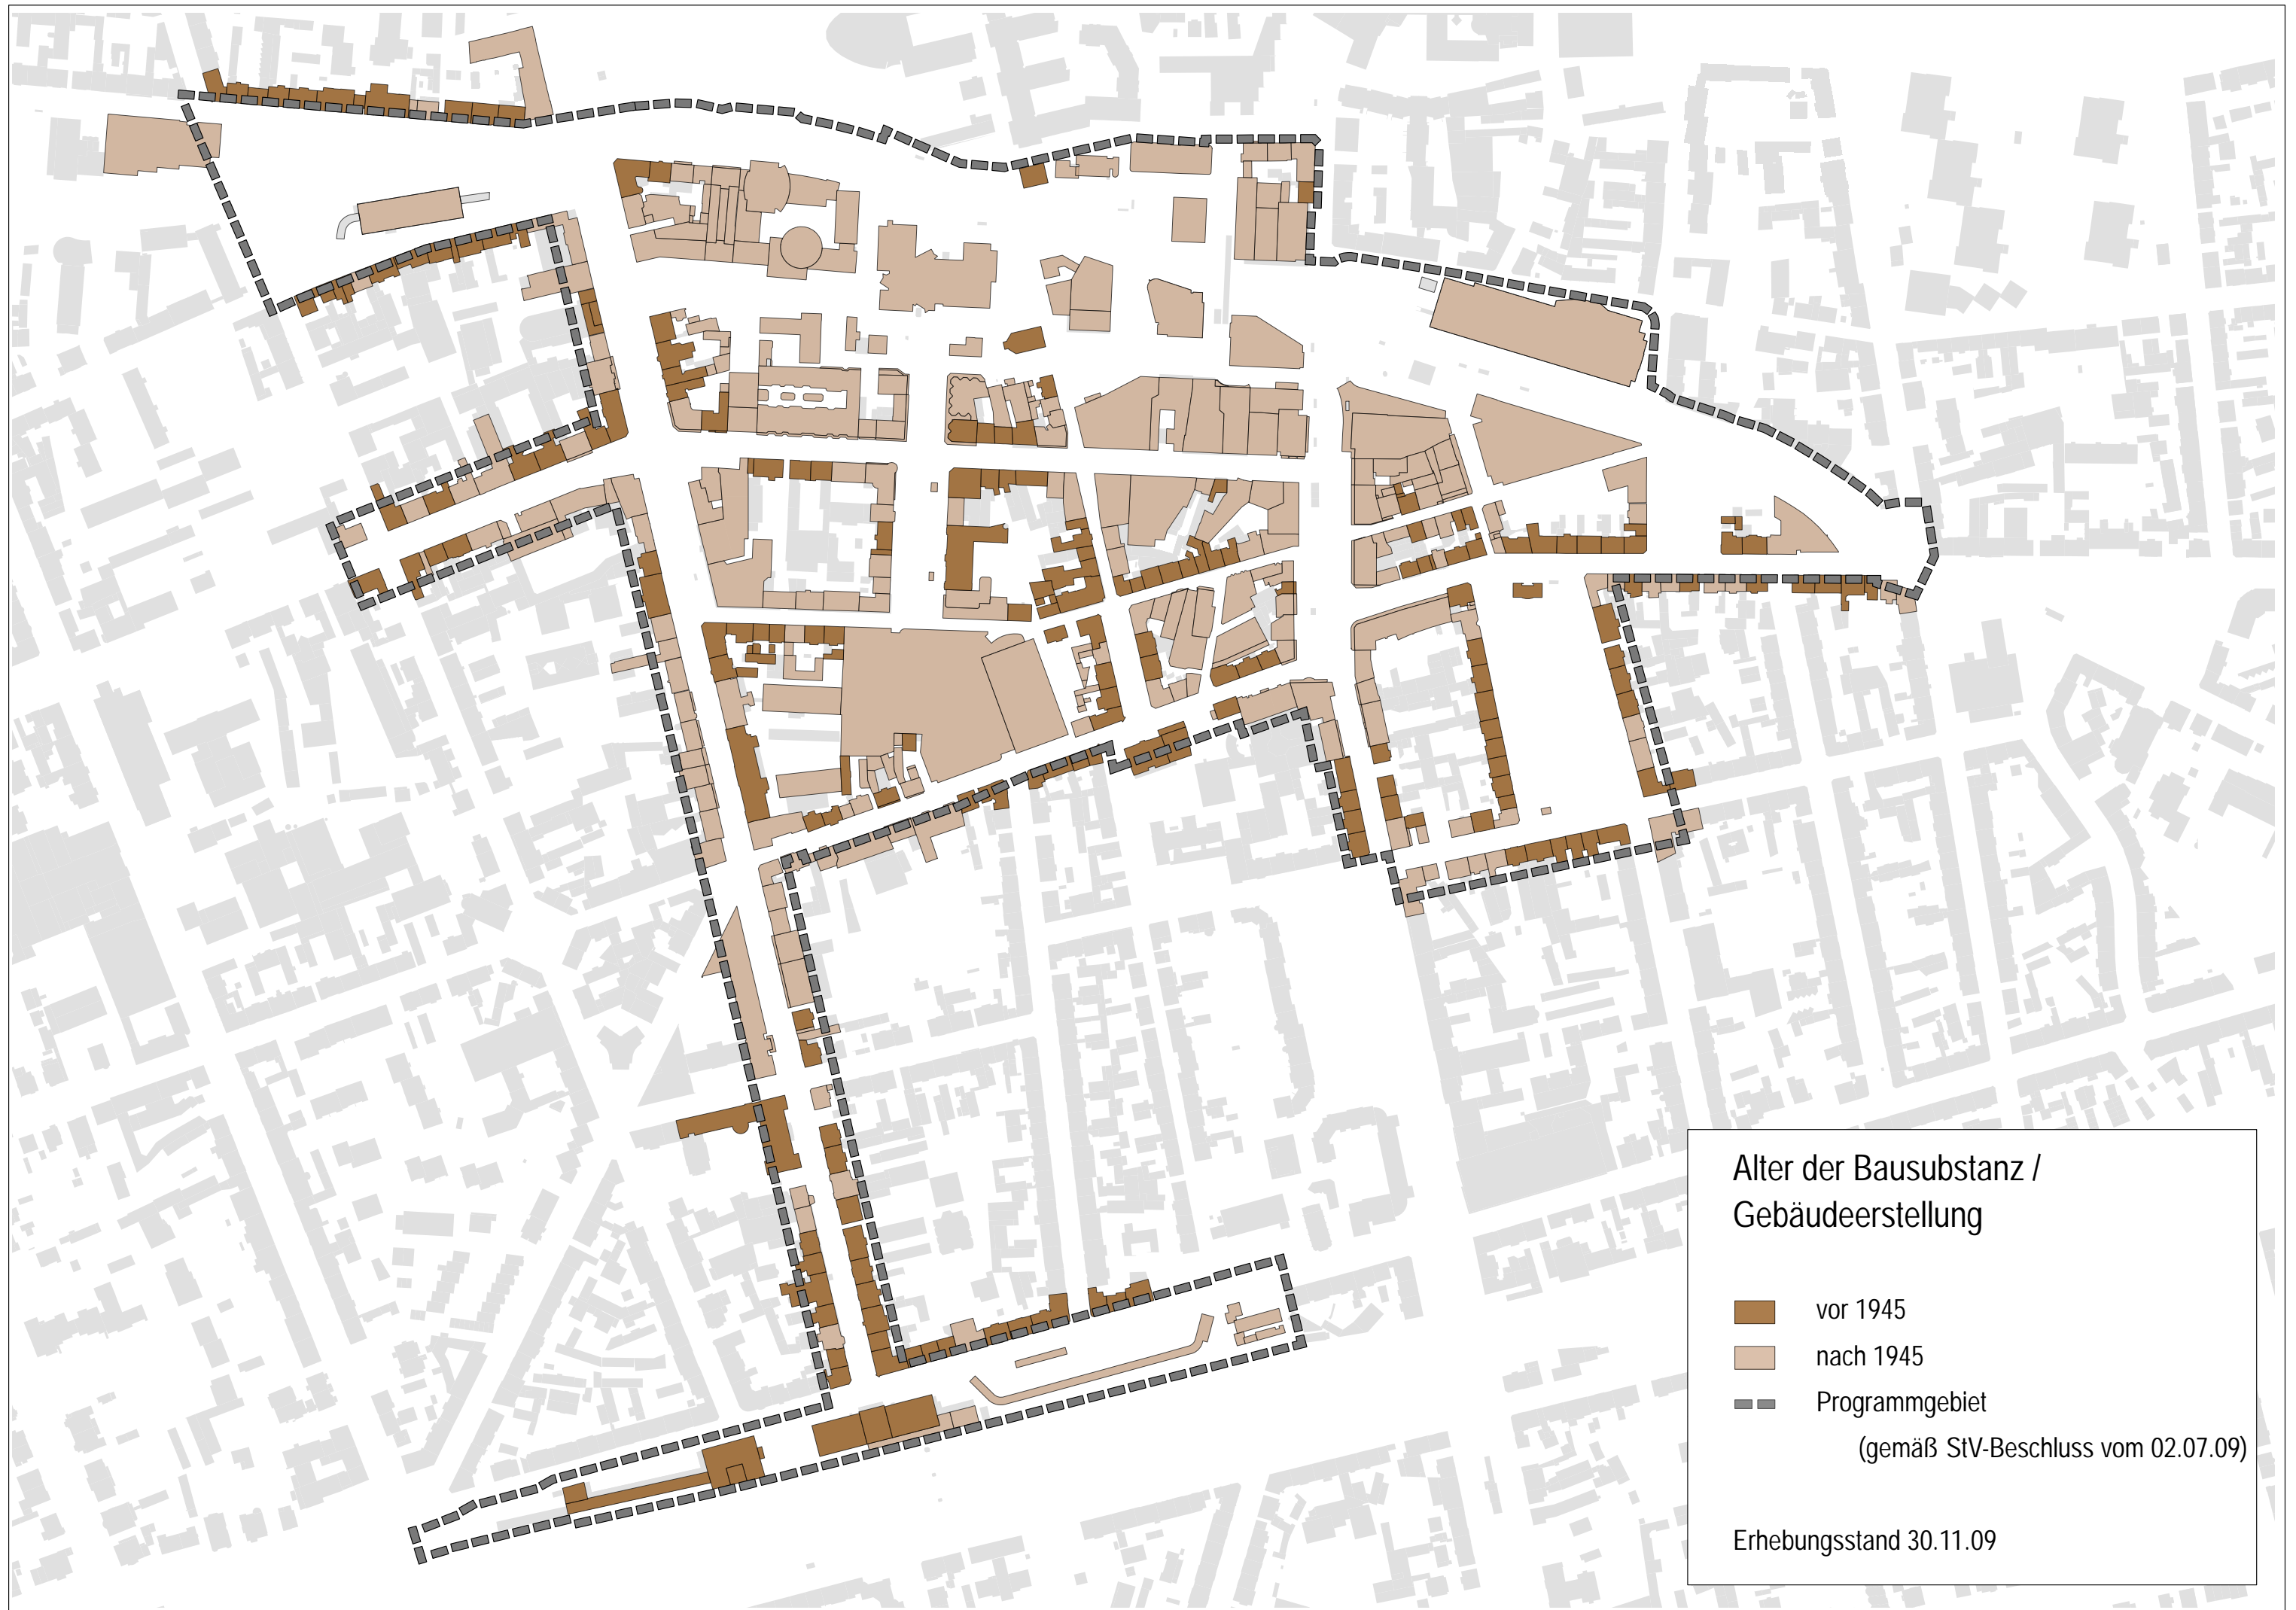 Alter der Bausubstanz /
Gebäudeerstellung
vor 1945
nach 1945
Programmgebiet
(gemäß StV-Beschluss vom 02.07.09)
Erhebungsstand 30.11.09